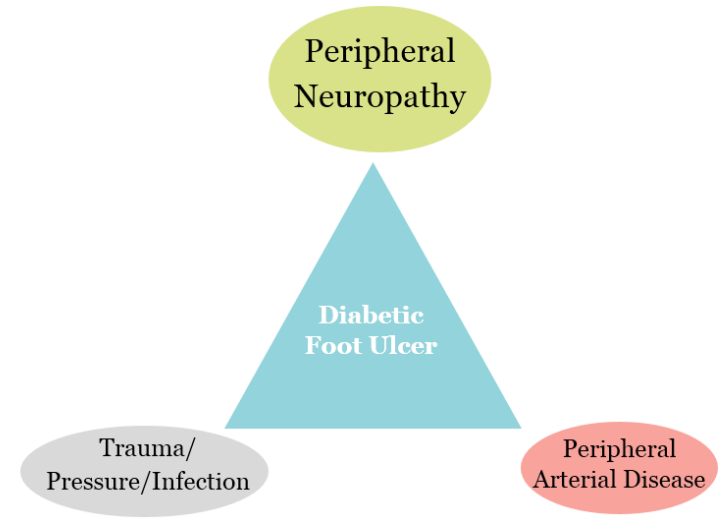 Peripheral
Neuropathy
Diabetic
Foot Ulcer
Trauma/
Pressure/Infection
Peripheral
Arterial Disease